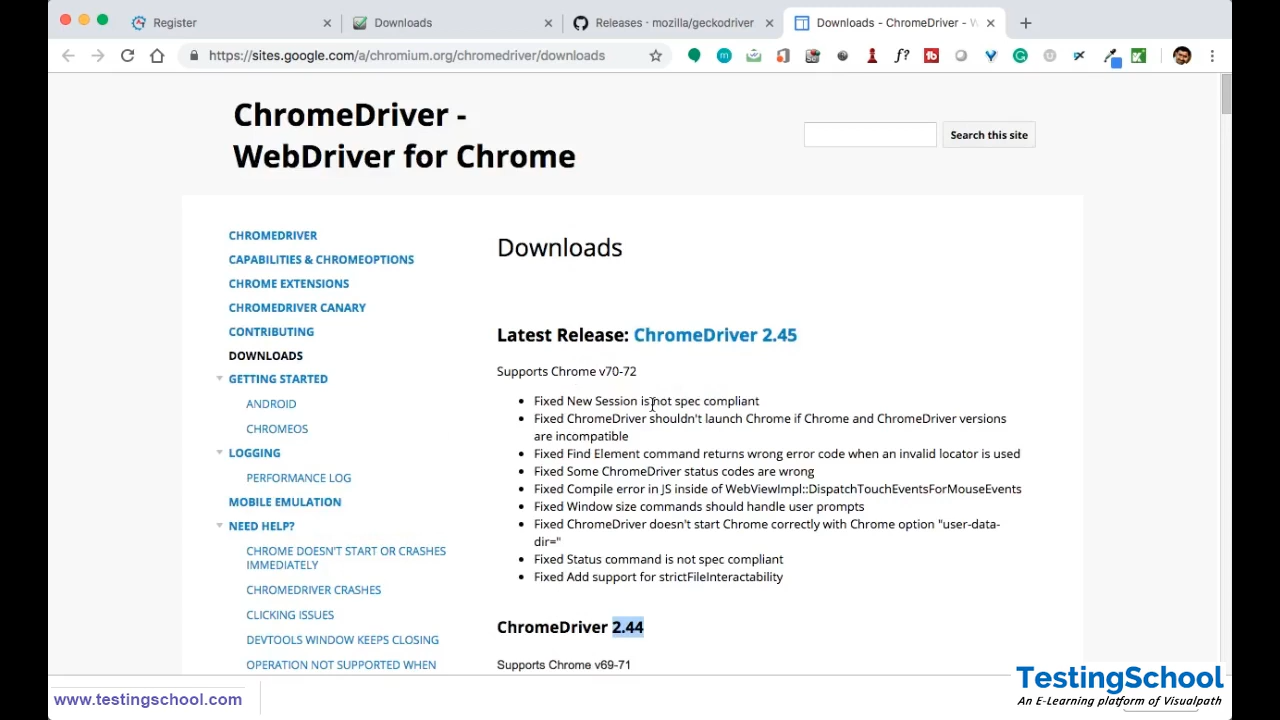 Register
Downloads
Releases · mozilla/geckodriver
Downloads - ChromeDriver - W
https://sites.google.com/a/chromium.org/chromedriver/downloads
ChromeDriver -
WebDriver for Chrome
Search this site
CHROMEDRIVER
CAPABILITIES & CHROMEOPTIONS
CHROME EXTENSIONS
CHROMEDRIVER CANARY
CONTRIBUTING
DOWNLOADS
GETTING STARTED
ANDROID
CHROMEOS
LOGGING
PERFORMANCE LOG
MOBILE EMULATION
NEED HELP?
CHROME DOESN'T START OR CRASHES
IMMEDIATELY
CHROMEDRIVER CRASHES
CLICKING ISSUES
DEVTOOLS WINDOW KEEPS CLOSING
OPERATION NOT SUPPORTED WHEN
Downloads
Latest Release: ChromeDriver 2.45
Supports Chrome v70-72
• Fixed New Session is not spec compliant
• Fixed ChromeDriver shouldn't launch Chrome if Chrome and ChromeDriver versions
are incompatible
• Fixed Find Element command returns wrong error code when an invalid locator is used
• Fixed Some ChromeDriver status codes are wrong
• Fixed Compile error in JS inside of WebViewImpl::DispatchTouchEventsForMouseEvents
• Fixed Window size commands should handle user prompts
• Fixed ChromeDriver doesn't start Chrome correctly with Chrome option "user-data-
dir="
• Fixed Status command is not spec compliant
• Fixed Add support for strictFileInteractability
ChromeDriver 2.44
Supports Chrome v69-71
www.testingschool.com
TestingSchool
An E-Learning platform of Visualpath